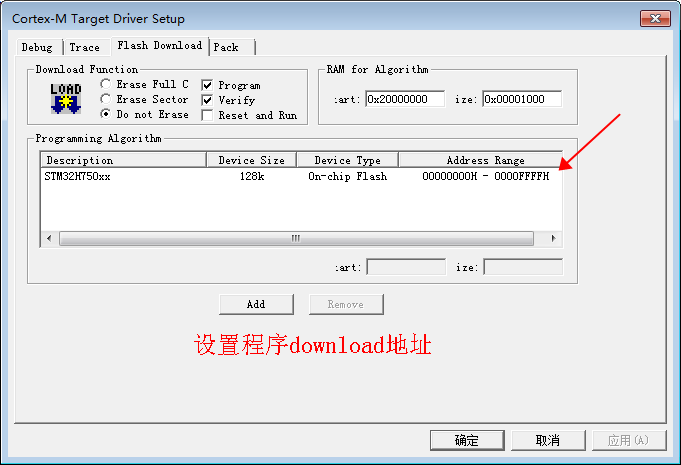 Cortex-M Target Driver Setup
Debug Trace Flash Download Pack
Download Function
LOAD
Erase Full C
Erase Sector
Do not Erase
Program
Verify
Reset and Run
RAM for Algorithm
:art: 0x20000000 ize: 0x00001000
Programming Algorithm
Description Device Size Device Type Address Range
STM32H750xx 128k On-chip Flash 00000000H - 0000FFFFH
:art: ize:
Add Remove
设置程序download地址
确定 取消 应用(A)